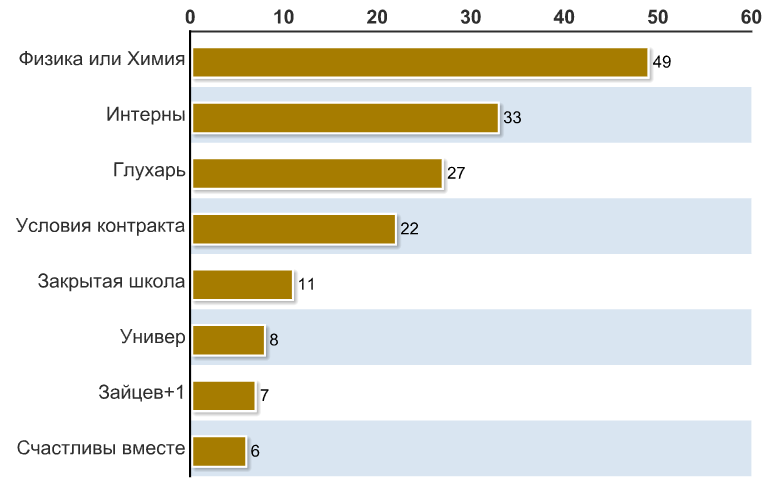 0 10 20 30 40 50 60
Физика или Химия 49
Интерны 33
Глухарь 27
Условия контракта 22
Закрытая школа 11
Универ 8
Зайцев+1 7
Счастливы вместе 6